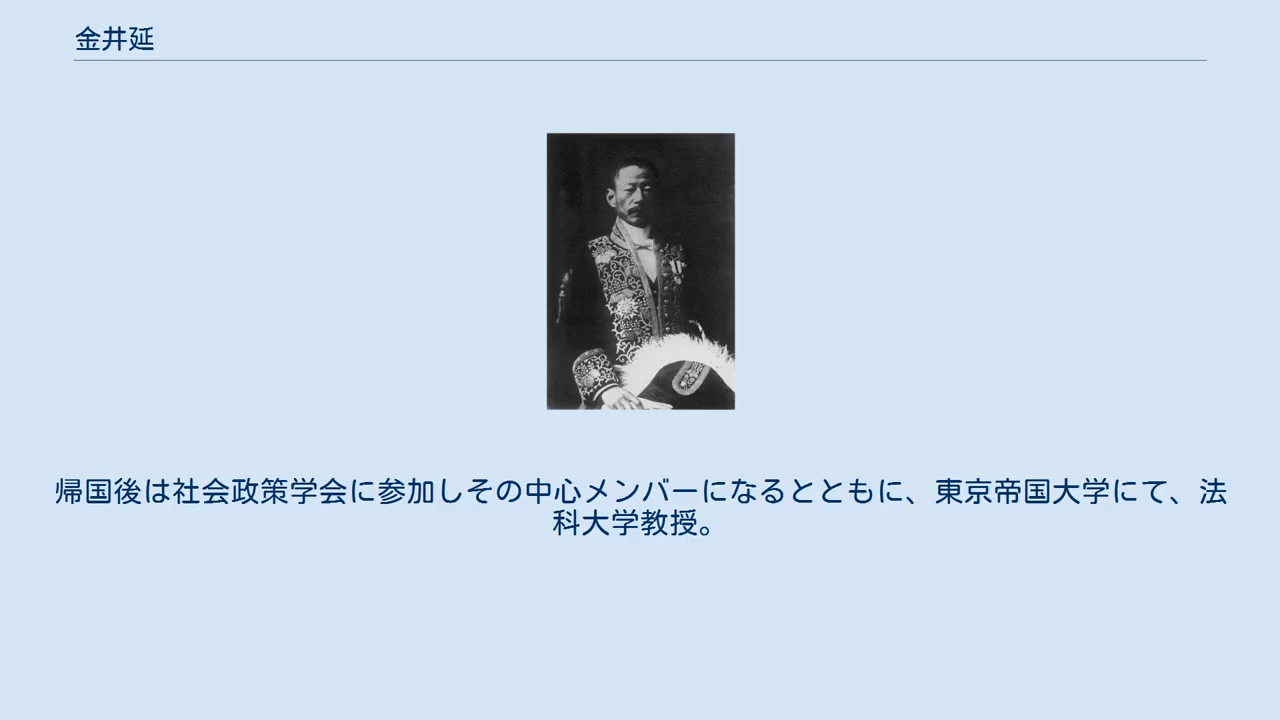 金井延
帰国後は社会政策学会に参加しその中心メンバーになるとともに、東京帝国大学にて、法
科大学教授。